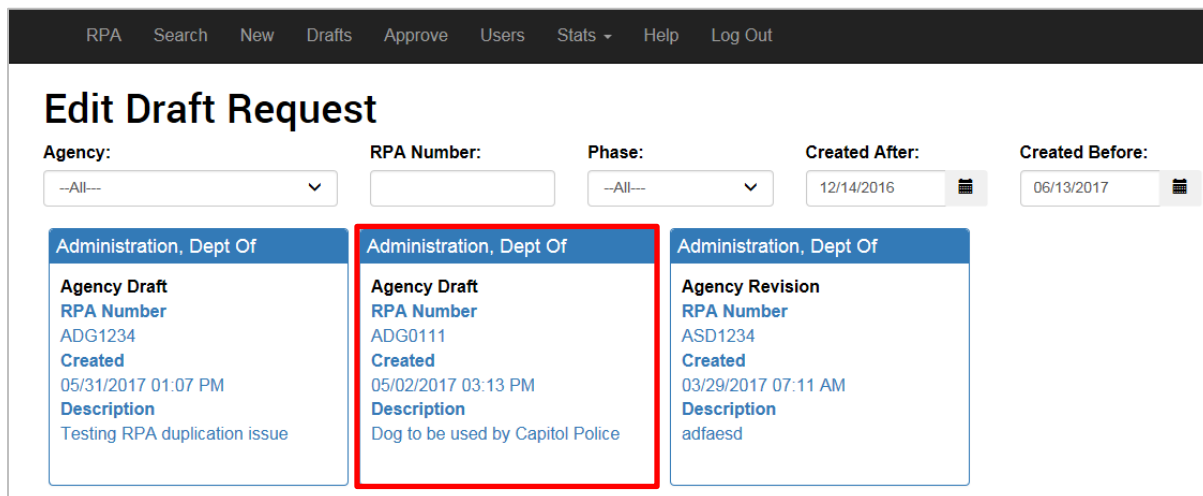 RPA Search New Drafts Approve Users Stats Help Log Out
Edit Draft Request
Agency: RPA Number: Phase: Created After: Created Before:
--All--- --All--- 12/14/2016 06/13/2017
Administration, Dept Of
Agency Draft
RPA Number
ADG1234
Created
05/31/2017 01:07 PM
Description
Testing RPA duplication issue
Administration, Dept Of
Agency Draft
RPA Number
ADG0111
Created
05/02/2017 03:13 PM
Description
Dog to be used by Capitol Police
Administration, Dept Of
Agency Revision
RPA Number
ASD1234
Created
03/29/2017 07:11 AM
Description
adfaesd